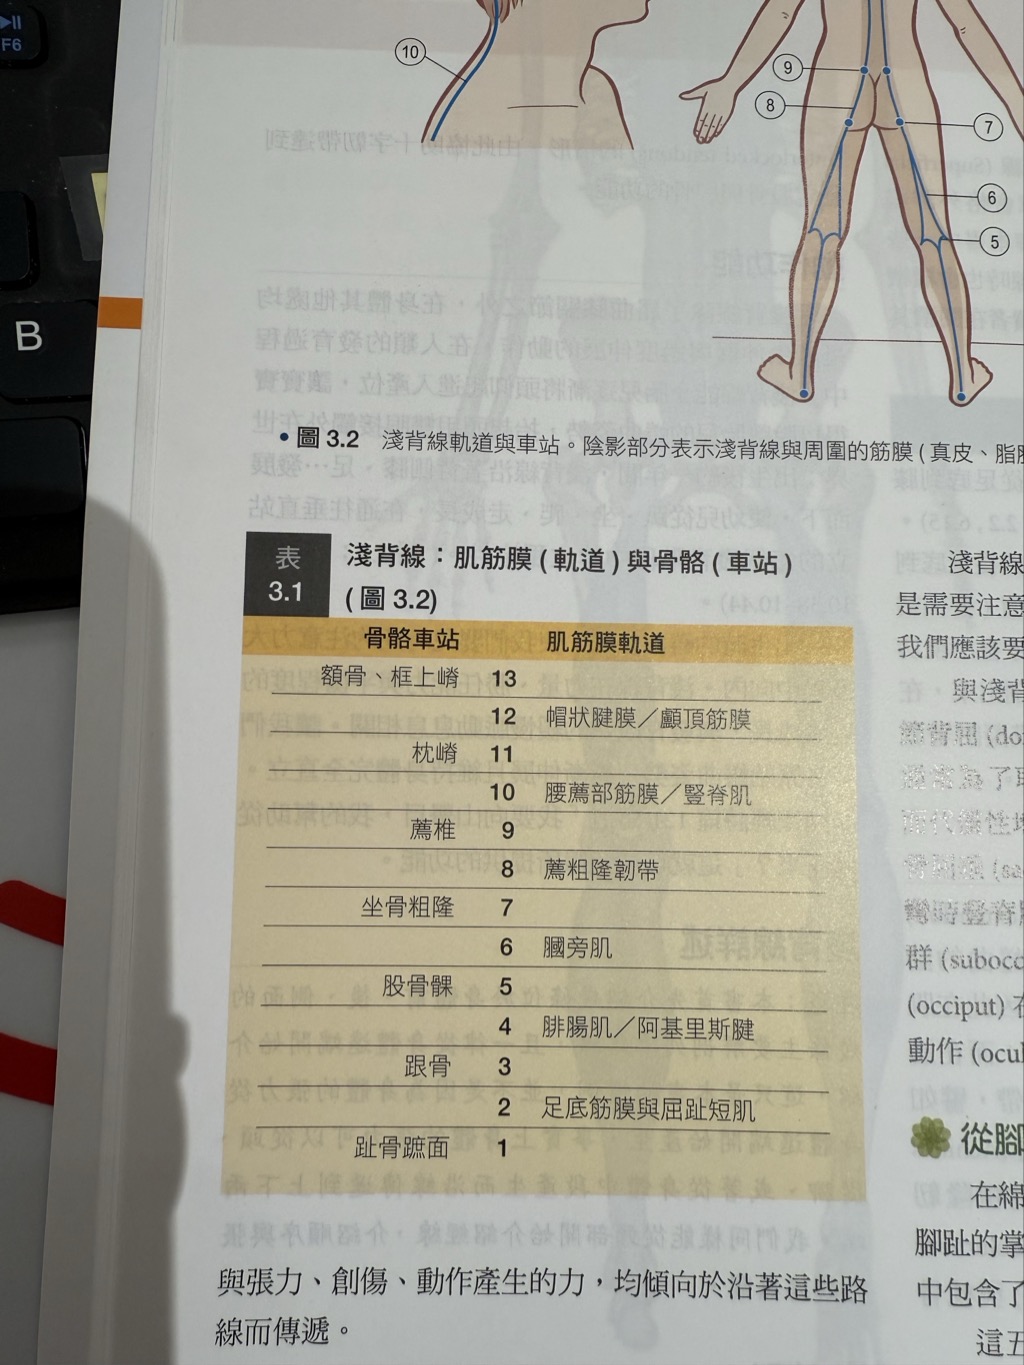 F6
B
10
9
8
7
6
5
• 圖 3.2 淺背線軌道與車站。陰影部分表示淺背線與周圍的筋膜 ( 真皮、脂
表 3.1
淺背線：肌筋膜 ( 軌道 ) 與骨骼 ( 車站 )
( 圖 3.2)
骨骼車站 肌筋膜軌道
額骨、框上嵴 13
12 帽狀腱膜／顱頂筋膜
枕嵴 11
10 腰薦部筋膜／豎脊肌
薦椎 9
8 薦粗隆韌帶
坐骨粗隆 7
6 膕旁肌
股骨髁 5
4 腓腸肌／阿基里斯腱
跟骨 3
2 足底筋膜與屈趾短肌
趾骨蹠面 1
與張力、創傷、動作產生的力，均傾向於沿著這些路
線而傳遞。
淺背線
是需要注意
我們應該要
與淺背
群 (suboc
(occiput) 在
動作 (ocul
從腳
在綿
腳趾的掌
中包含了
這五